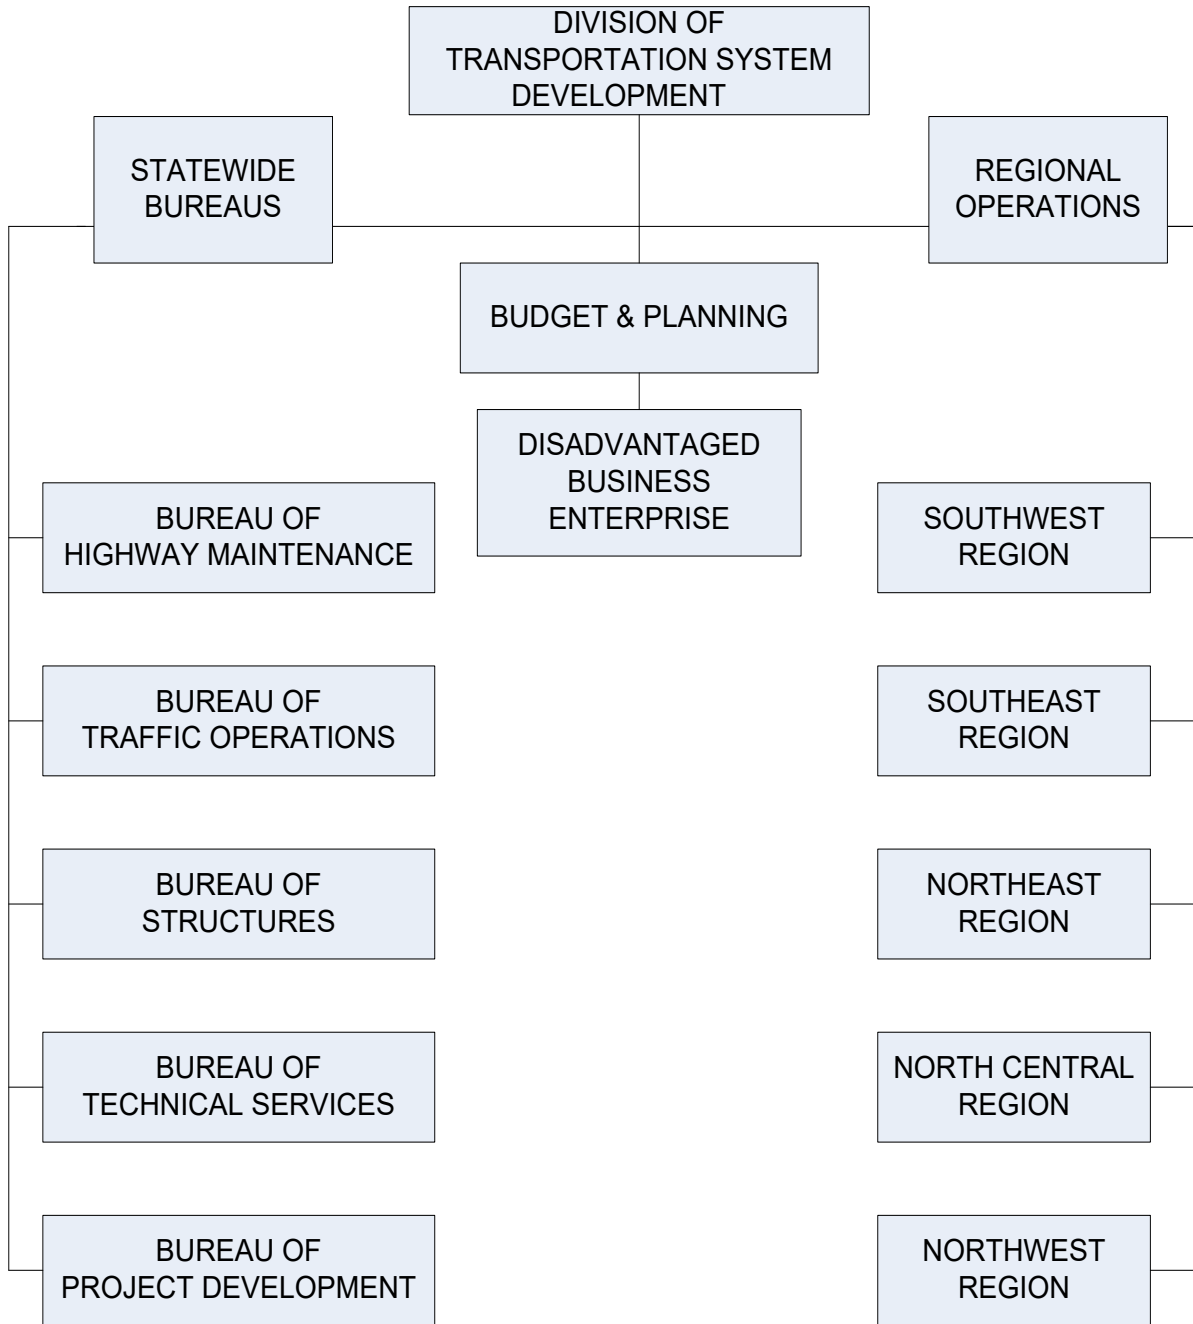 DIVISION OF
TRANSPORTATION SYSTEM
DEVELOPMENT
STATEWIDE
BUREAUS
REGIONAL
OPERATIONS
BUDGET & PLANNING
DISADVANTAGED
BUSINESS
ENTERPRISE
BUREAU OF
HIGHWAY MAINTENANCE
SOUTHWEST
REGION
BUREAU OF
TRAFFIC OPERATIONS
SOUTHEAST
REGION
BUREAU OF
STRUCTURES
NORTHEAST
REGION
BUREAU OF
TECHNICAL SERVICES
NORTH CENTRAL
REGION
BUREAU OF
PROJECT DEVELOPMENT
NORTHWEST
REGION